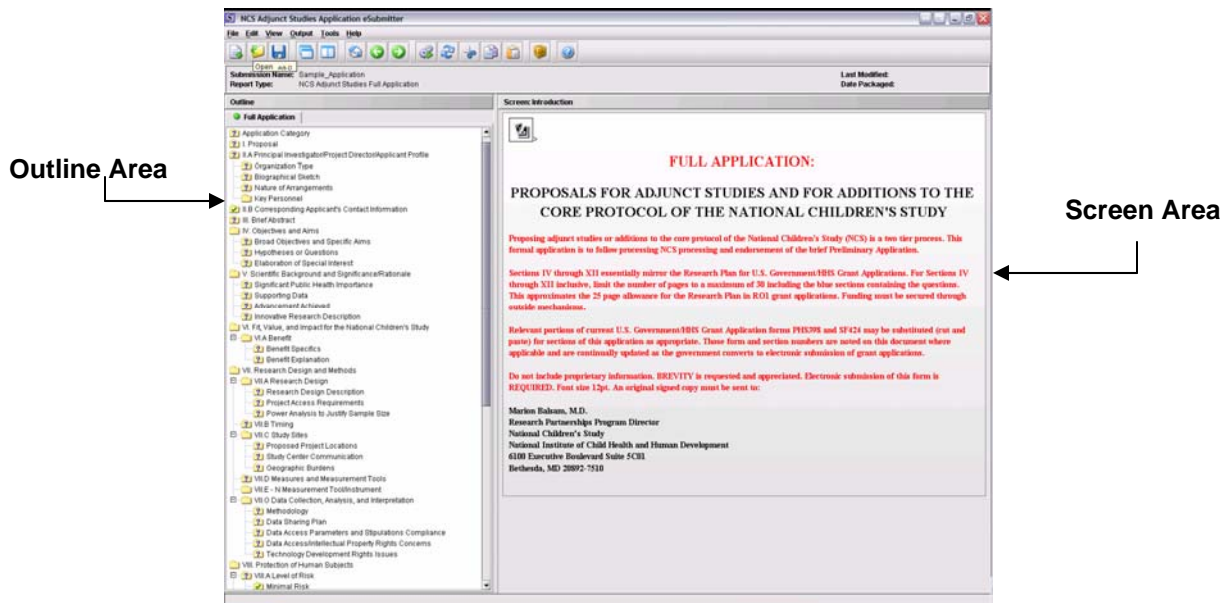 NCS Adjunct Studies Application eSubmitter
File Edit View Output Tools Help
Open Alt-O
Submission Name: Sample_Application
Report Type: NCS Adjunct Studies Full Application
Last Modified:
Date Packaged:
Outline
Full Application
Application Category
I. Proposal
II.A Principal Investigator/Project Director/Applicant Profile
Organization Type
Biographical Sketch
Nature of Arrangements
Key Personnel
II.B Corresponding Applicant's Contact Information
III. Brief Abstract
IV. Objectives and Aims
Broad Objectives and Specific Aims
Hypotheses or Questions
Elaboration of Special Interest
V. Scientific Background and Significance/Rationale
Significant Public Health Importance
Supporting Data
Advancement Achieved
Innovative Research Description
VI. Fit, Value, and Impact for the National Children's Study
VI.A Benefit
Benefit Specifics
Benefit Explanation
VII. Research Design and Methods
VII.A Research Design
Research Design Description
Project Access Requirements
Power Analysis to Justify Sample Size
VII.B Timing
VII.C Study Sites
Proposed Project Locations
Study Center Communication
Geographic Burdens
VII.D Measures and Measurement Tools
VII.E - N Measurement Tool/Instrument
VII.O Data Collection, Analysis, and Interpretation
Methodology
Data Sharing Plan
Data Access Parameters and Stipulations Compliance
Data Access/Intellectual Property Rights Concerns
Technology Development Rights Issues
VIII. Protection of Human Subjects
VIII.A Level of Risk
Minimal Risk
Outline Area
Screen: Introduction
FULL APPLICATION:
PROPOSALS FOR ADJUNCT STUDIES AND FOR ADDITIONS TO THE
CORE PROTOCOL OF THE NATIONAL CHILDREN'S STUDY
Proposing adjunct studies or additions to the core protocol of the National Children's Study (NCS) is a two tier process. This
formal application is to follow processing NCS processing and endorsement of the brief Preliminary Application.
Sections IV through XII essentially mirror the Research Plan for U.S. Government/HHS Grant Applications. For Sections IV
through XII inclusive, limit the number of pages to a maximum of 30 including the blue sections containing the questions.
This approximates the 25 page allowance for the Research Plan in RO1 grant applications. Funding must be secured through
outside mechanisms.
Relevant portions of current U.S. Government/HHS Grant Application forms PHS398 and SF424 may be substituted (cut and
paste) for sections of this application as appropriate. Those form and section numbers are noted on this document where
applicable and are continually updated as the government converts to electronic submission of grant applications.
Do not include proprietary information. BREVITY is requested and appreciated. Electronic submission of this form is
REQUIRED. Font size 12pt. An original signed copy must be sent to:
Marion Balsam, M.D.
Research Partnerships Program Director
National Children's Study
National Institute of Child Health and Human Development
6100 Executive Boulevard Suite 5C01
Bethesda, MD 20892-7510
Screen Area